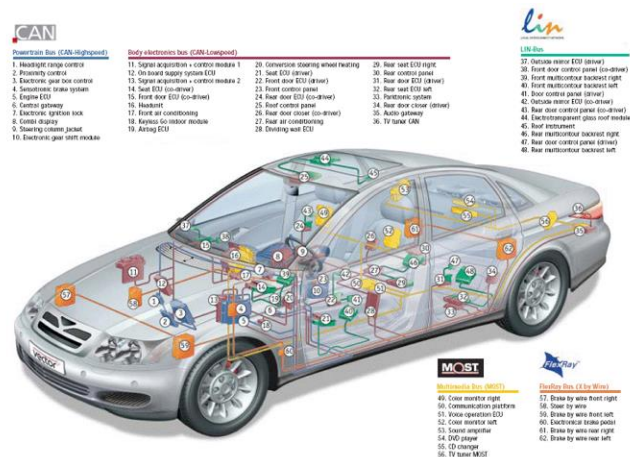 CAN
Powertrain Bus (CAN-Highspeed)
1. Headlight range control
2. Proximity control
3. Electronic gear box control
4. Sensotronic brake system
5. Engine ECU
6. Central gateway
7. Electronic ignition lock
8. Combi display
9. Steering column jacket
10. Electronic gear shift module
Body electronics bus (CAN-Lowspeed)
11. Signal acquisition + control module 1
12. On board supply system ECU
13. Signal acquisition + control module 2
14. Seat ECU (co-driver)
15. Front door ECU (co-driver)
16. Headunit
17. Front air conditioning
18. Keyless Go indoor module
19. Airbag ECU
20. Conversion steering wheel heating
21. Seat ECU (driver)
22. Front door ECU (driver)
23. Front control panel
24. Rear door ECU (co-driver)
25. Roof control panel
26. Rear door closer (co-driver)
27. Rear air conditioning
28. Dividing wall ECU
29. Rear seat ECU right
30. Rear control panel
31. Rear door ECU (driver)
32. Rear seat ECU left
33. Parktronic system
34. Rear door closer (driver)
35. Audio gateway
36. TV tuner CAN
lin
LOCAL INTERCONNECT NETWORK
LIN-Bus
37. Outside mirror ECU (driver)
38. Front door control panel (co-driver)
39. Front multicontour backrest right
40. Front multicontour backrest left
41. Door control panel (driver)
42. Outside mirror ECU (co-driver)
43. Rear door control panel (co-driver)
44. Electrotransparent glass roof module
45. Roof instrument
46. Rear multicontour backrest right
47. Rear door control panel (driver)
48. Rear multicontour backrest left
vector
MOST
Multimedia Bus (MOST)
49. Color monitor right
50. Communication platform
51. Voice operation ECU
52. Color monitor left
53. Sound amplifier
54. DVD player
55. CD changer
56. TV tuner MOST
FlexRay
FlexRay Bus (X by Wire)
57. Brake by wire front right
58. Steer by wire
59. Brake by wire front left
60. Electronical brake pedal
61. Brake by wire rear right
62. Brake by wire rear left